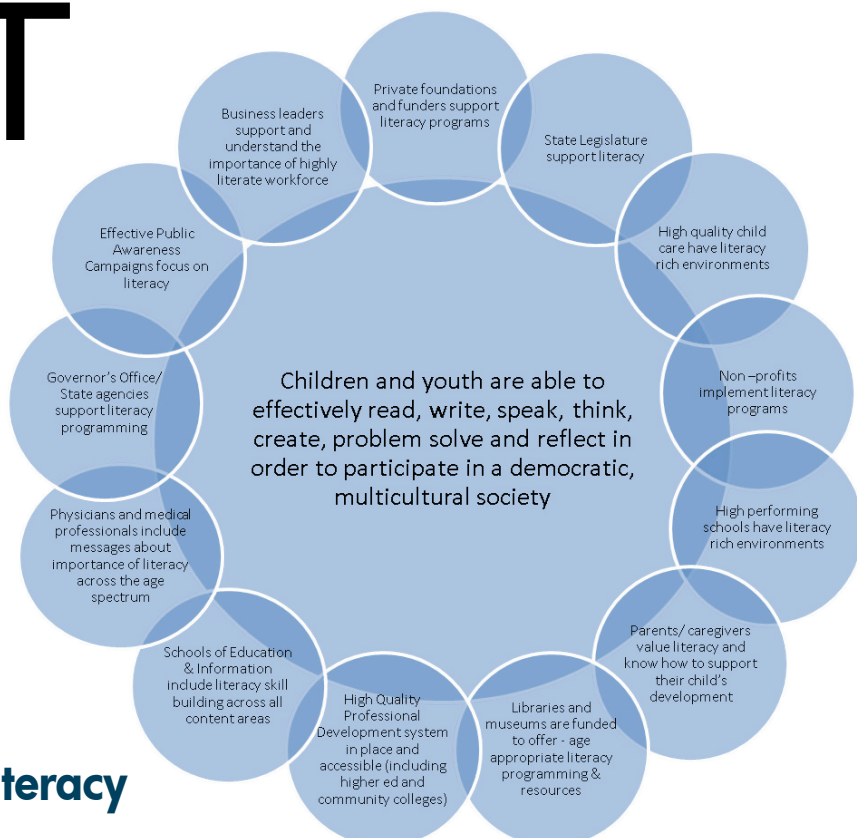 T
Private foundations
and funders support
literacy programs
State Legislature
support literacy
High quality child
care have literacy
rich environments
Non –profits
implement literacy
programs
High performing
schools have literacy
rich environments
Parents/ caregivers
value literacy and
know how to support
their child's
development
Libraries and
museums are funded
to offer - age
appropriate literacy
programming &
resources
High Quality
Professional
Development system
in place and
accessible (including
higher ed and
community colleges)
Schools of Education
& Information
include literacy skill
building across all
content areas
Physicians and medical
professionals include
messages about
importance of literacy
across the age
spectrum
Governor's Office/
State agencies
support literacy
programming
Effective Public
Awareness
Campaigns focus on
literacy
Business leaders
support and
understand the
importance of highly
literate workforce
Children and youth are able to
effectively read, write, speak, think,
create, problem solve and reflect in
order to participate in a democratic,
multicultural society
teracy